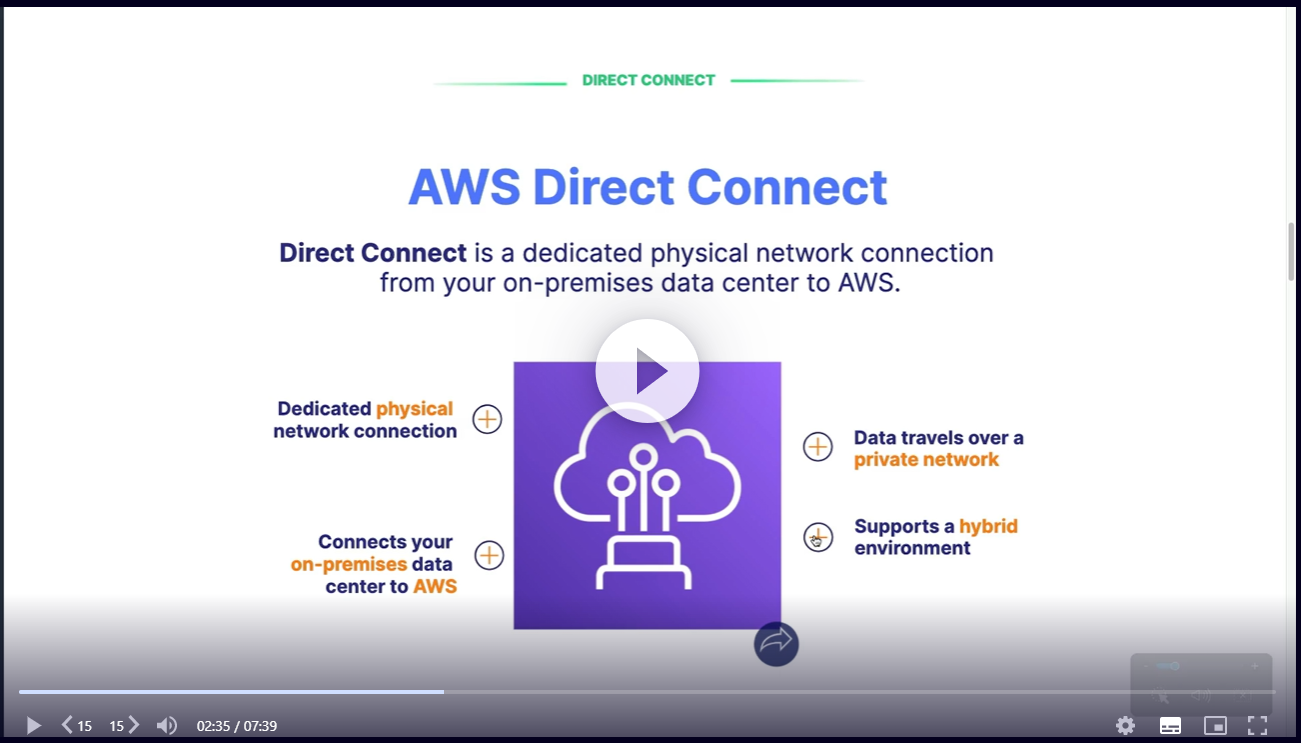 DIRECT CONNECT
AWS Direct Connect
Direct Connect is a dedicated physical network connection
from your on-premises data center to AWS.
Dedicated physical
network connection
Connects your
on-premises data
center to AWS
Data travels over a
private network
Supports a hybrid
environment
15 15 02:35 / 07:39